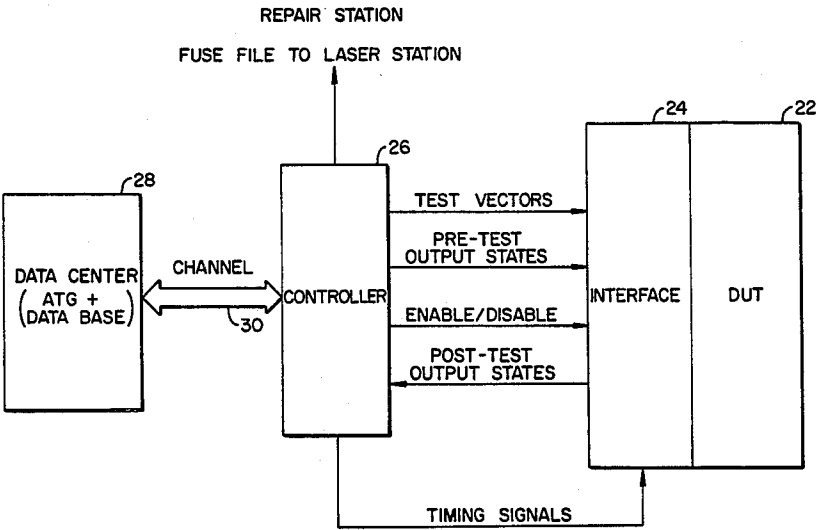 REPAIR STATION
FUSE FILE TO LASER STATION
28
26
24
22
DATA CENTER
(ATG +
DATA BASE)
CHANNEL
30
CONTROLLER
TEST VECTORS
PRE-TEST
OUTPUT STATES
ENABLE/DISABLE
POST-TEST
OUTPUT STATES
INTERFACE
DUT
TIMING SIGNALS